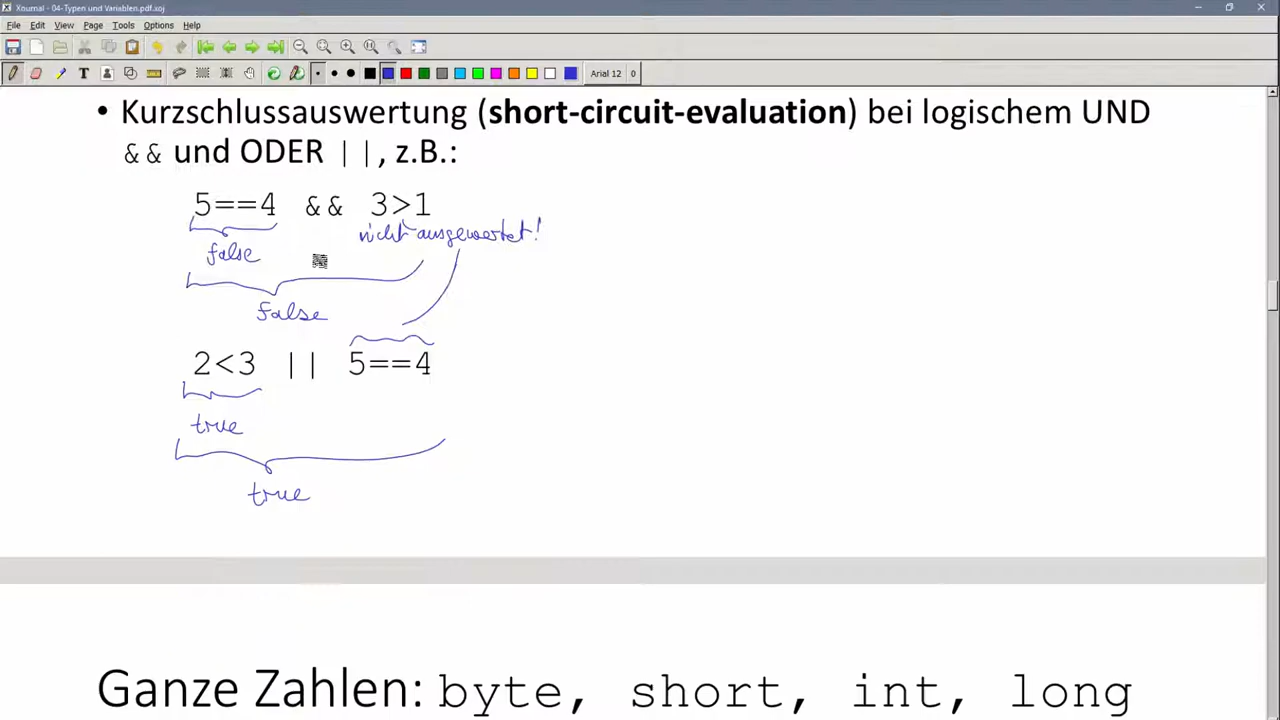 Xournal - 04-Typen und Variablen.pdf.xoj
File Edit View Page Tools Options Help
Arial 12 0
• Kurzschlussauswertung (short-circuit-evaluation) bei logischem UND
&& und ODER ||, z.B.:
5==4 && 3>1
nicht ausgewertet!
false
false
2<3 || 5==4
true
true
Ganze Zahlen: byte, short, int, long